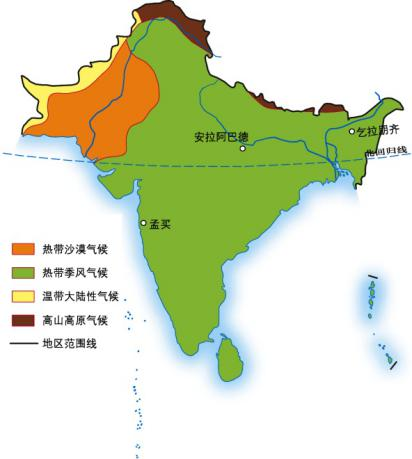 安拉阿巴德
乞拉朋齐
北回归线
孟买
热带沙漠气候
热带季风气候
温带大陆性气候
高山高原气候
地区范围线